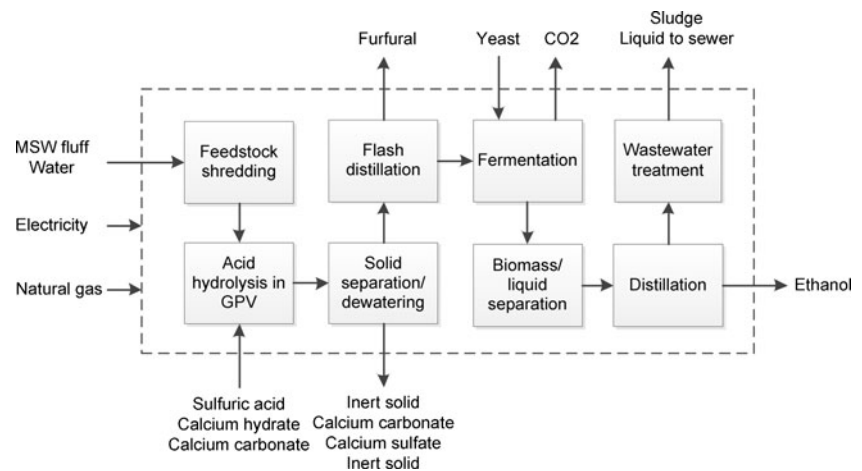 Furfural
Yeast
CO2
Sludge
Liquid to sewer
MSW fluff
Water
Electricity
Natural gas
Feedstock
shredding
Flash
distillation
Fermentation
Wastewater
treatment
Acid
hydrolysis in
GPV
Solid
separation/
dewatering
Biomass/
liquid
separation
Distillation
Ethanol
Sulfuric acid
Calcium hydrate
Calcium carbonate
Inert solid
Calcium carbonate
Calcium sulfate
Inert solid